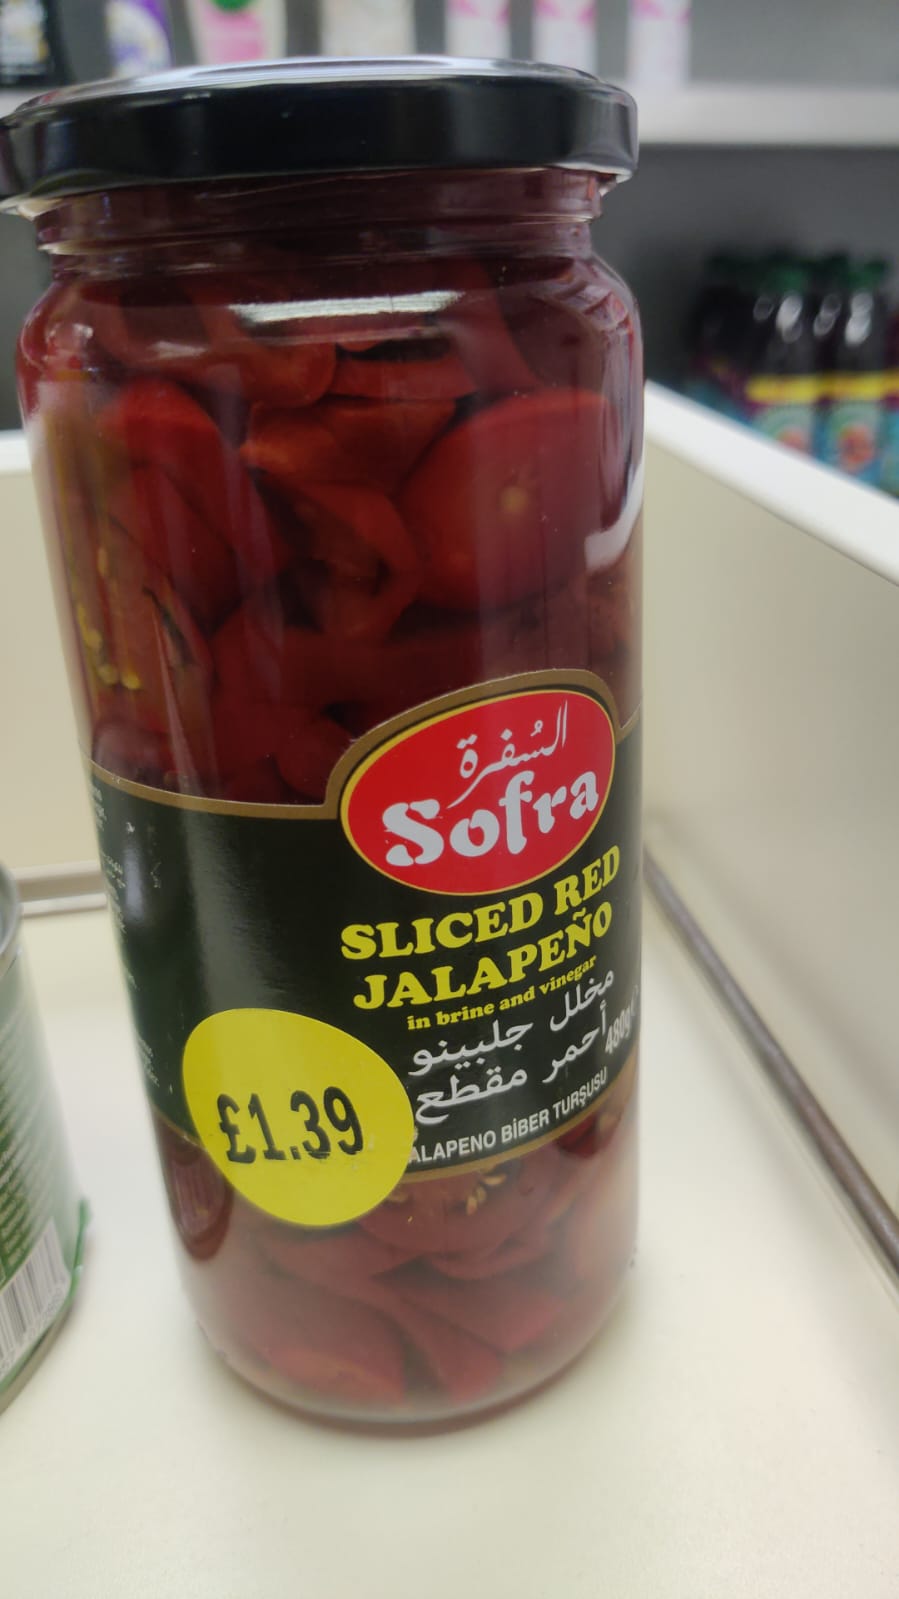 السُفرة
Sofra
SLICED RED
JALAPEÑO
in brine and vinegar
مخلل جلبينو
أحمر مقطع
480g
ALAPENO BİBER TURŞUSU
£1.39